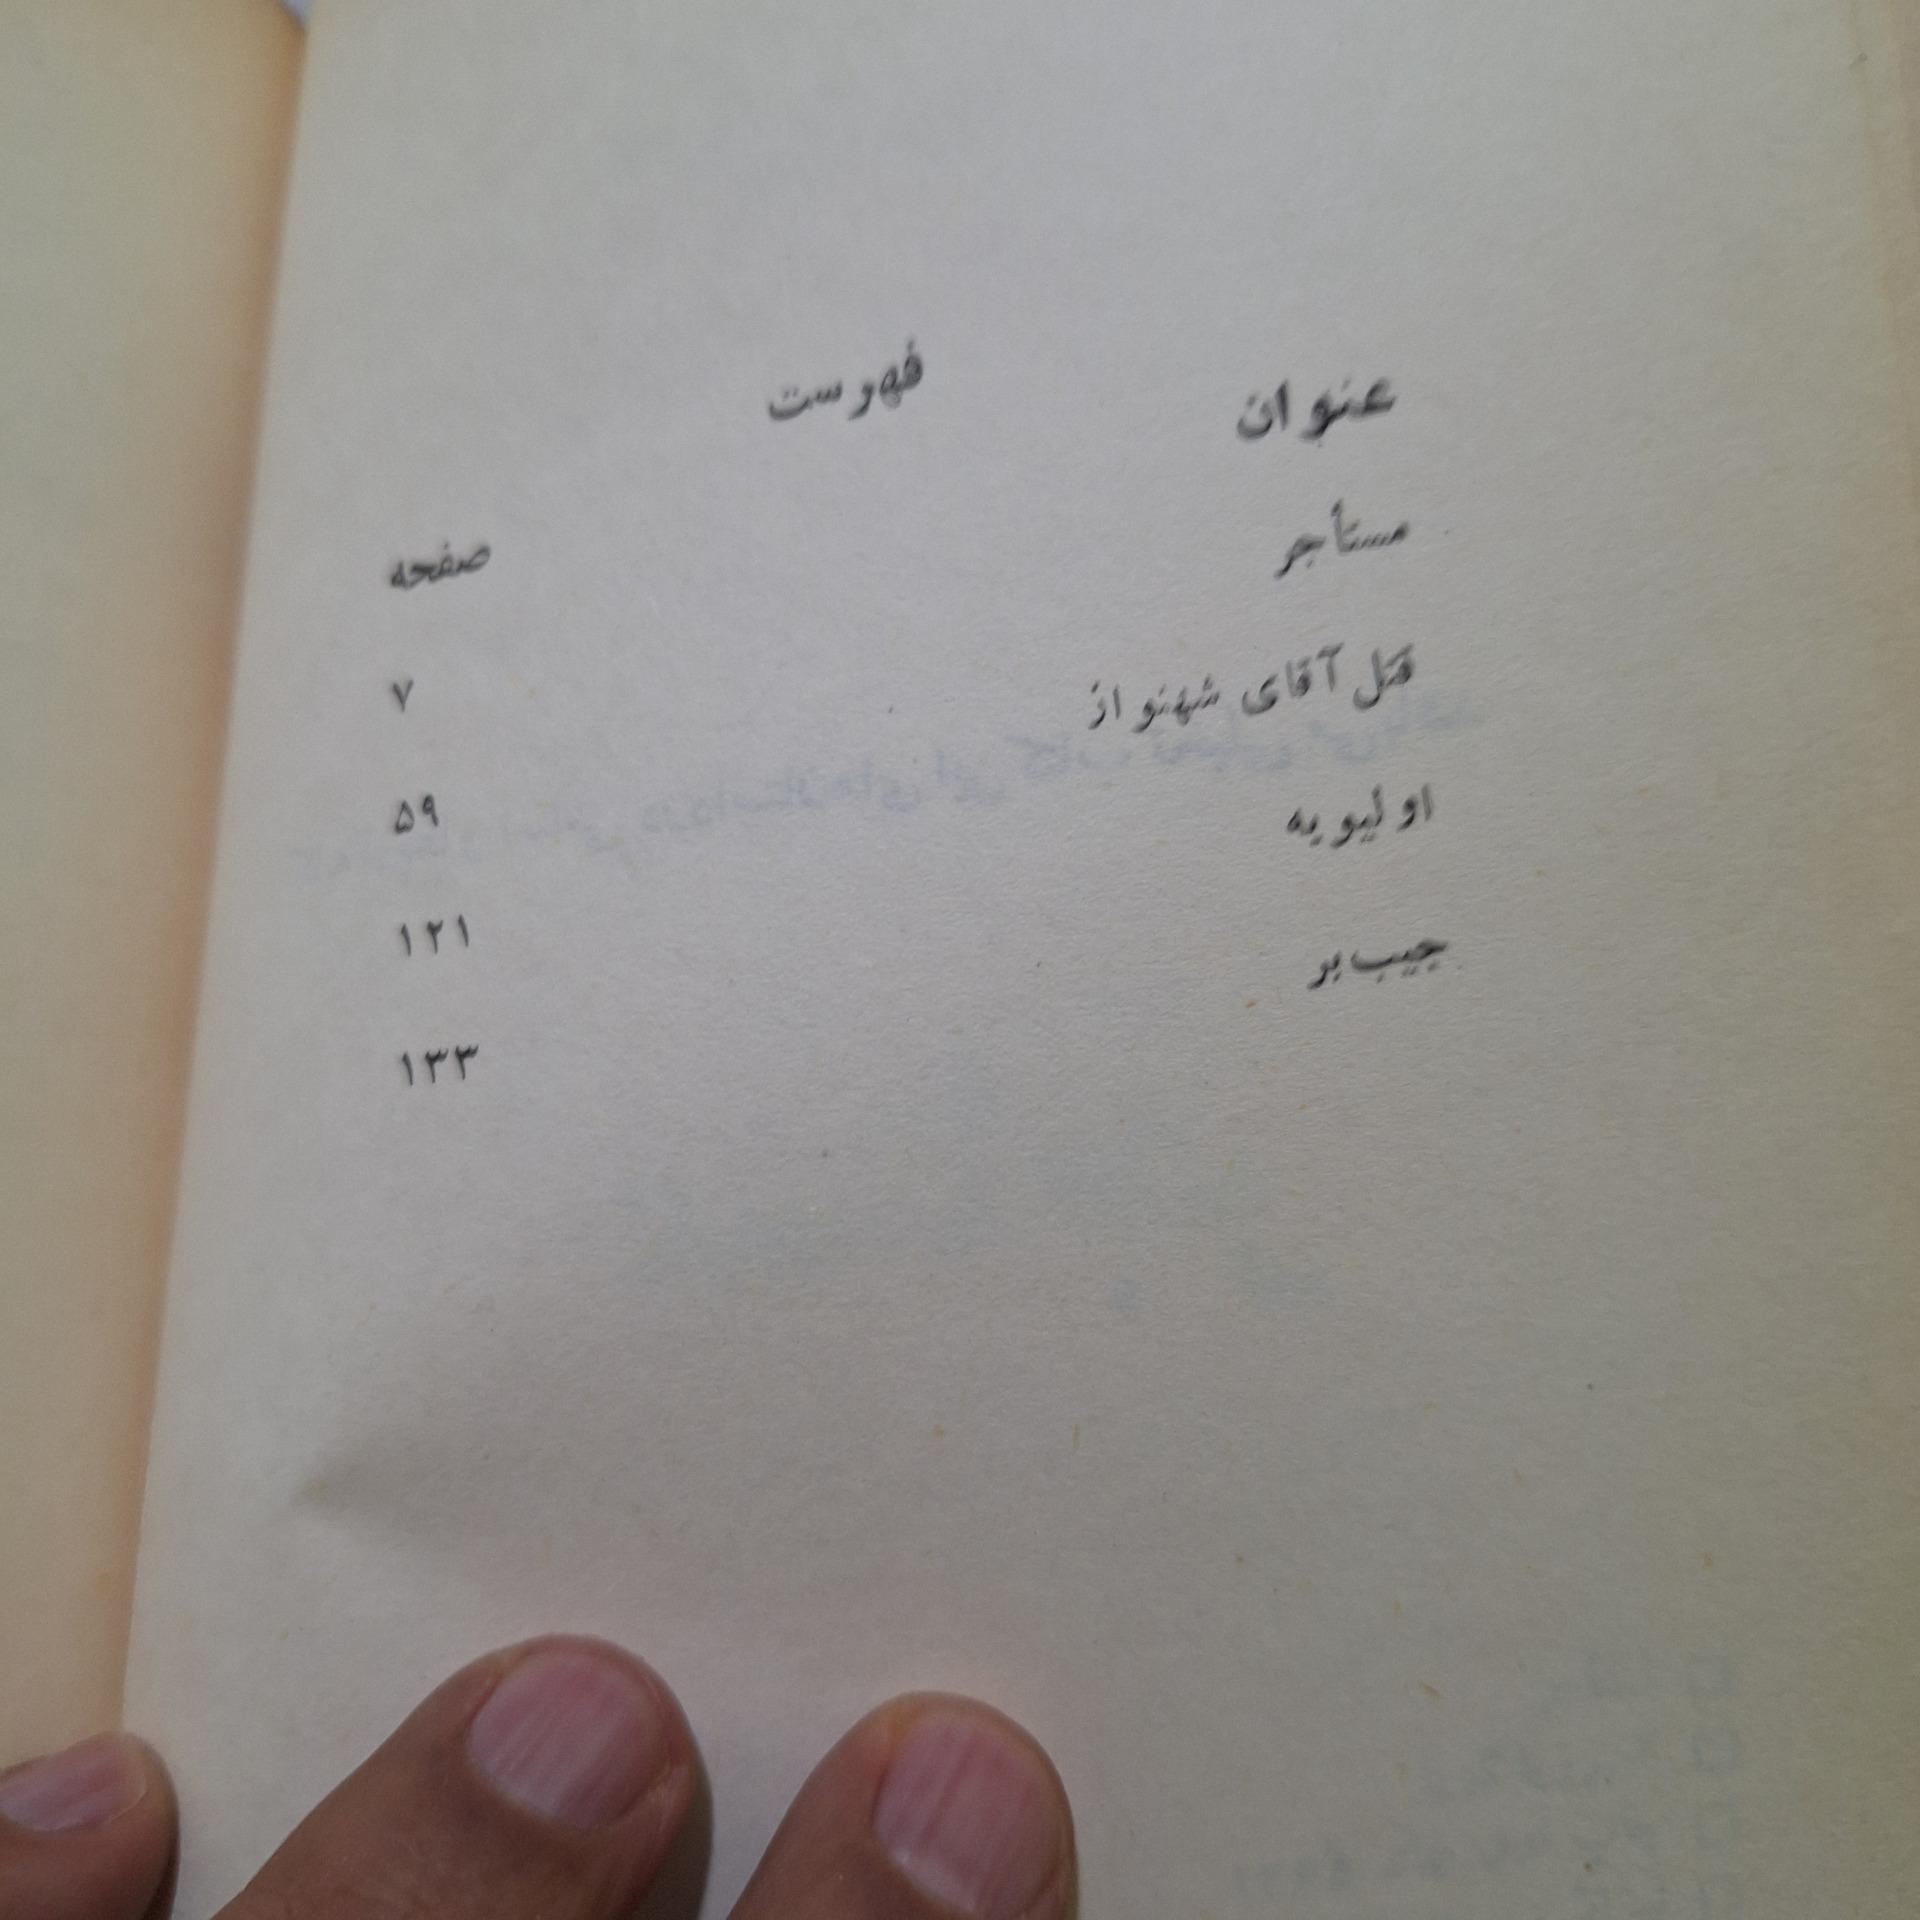 فهرست
عنوان
صفحه
مستأجر
۷
قتل آقای شهنواز
۵۹
اولیویه
۱۲۱
جیب‌بر
۱۳۳